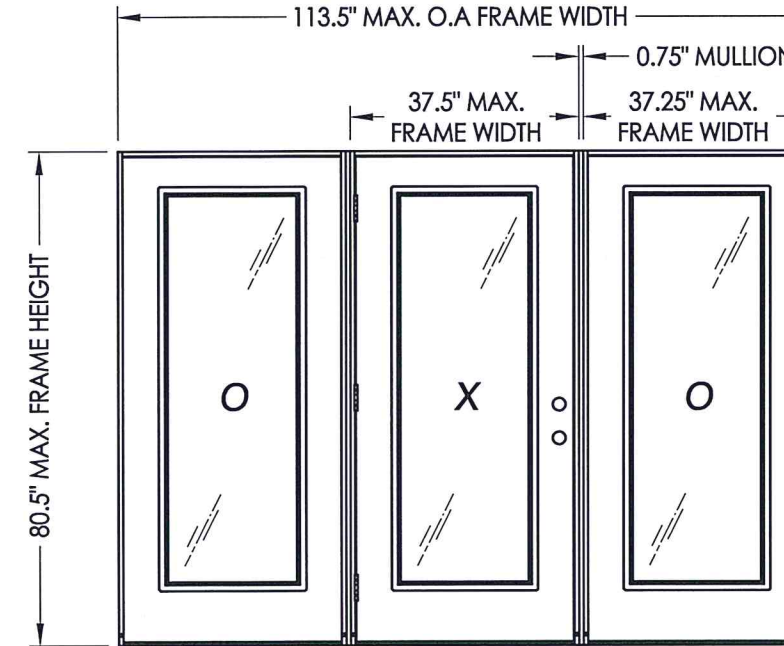 113.5" MAX. O.A FRAME WIDTH
0.75" MULLION
37.5" MAX.
FRAME WIDTH
37.25" MAX.
FRAME WIDTH
80.5" MAX. FRAME HEIGHT
O
X
O